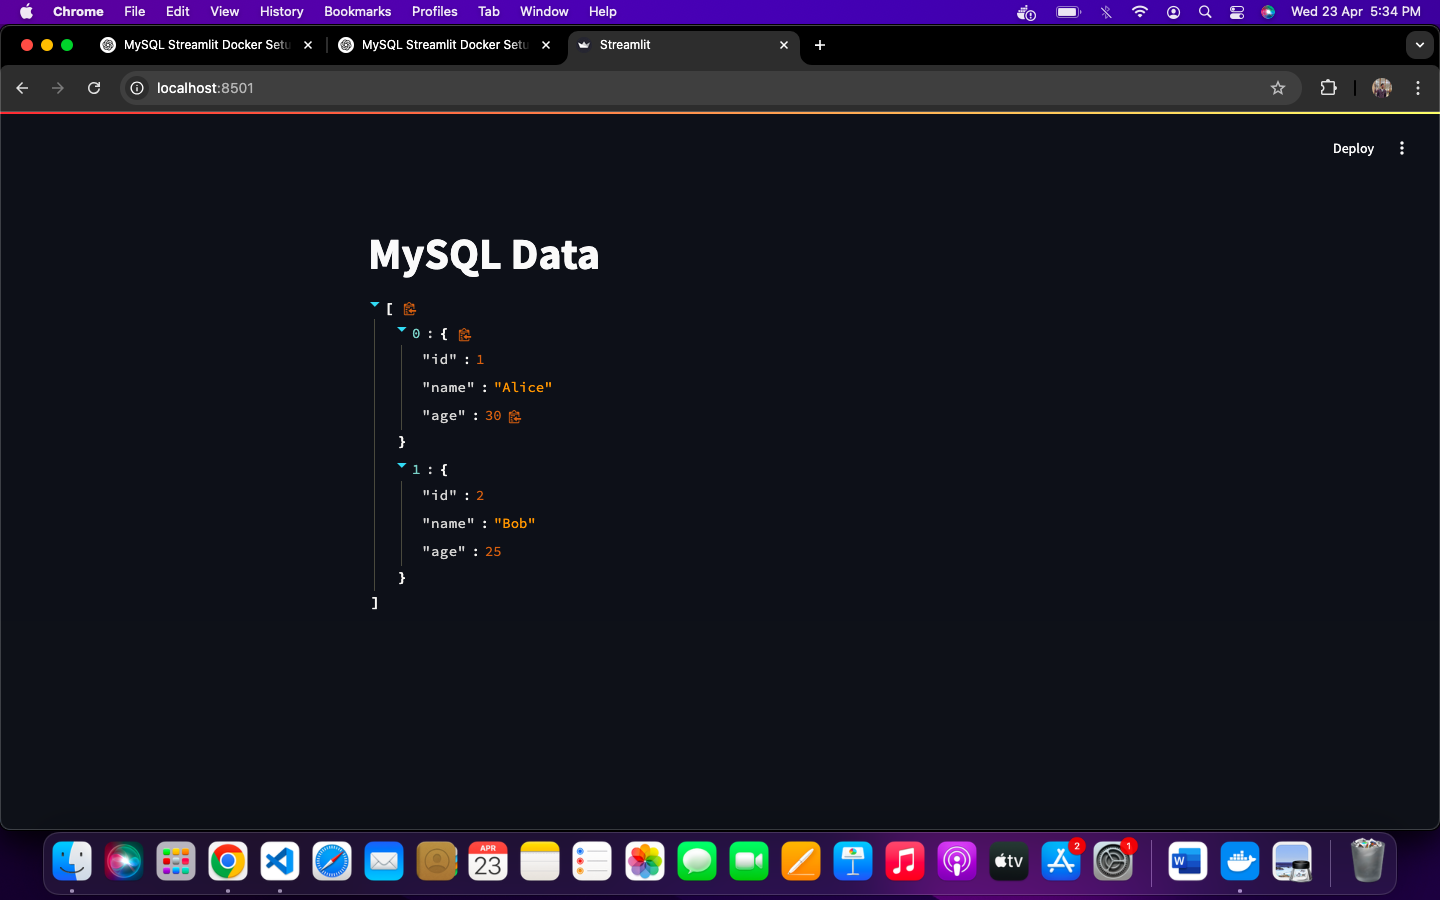 Chrome File Edit View History Bookmarks Profiles Tab Window Help Wed 23 Apr 5:34 PM
MySQL Streamlit Docker Setu MySQL Streamlit Docker Setu Streamlit
localhost:8501
Deploy
MySQL Data
[
0 : {
"id" : 1
"name" : "Alice"
"age" : 30
}
1 : {
"id" : 2
"name" : "Bob"
"age" : 25
}
]
APR
23
tv
2
1
W